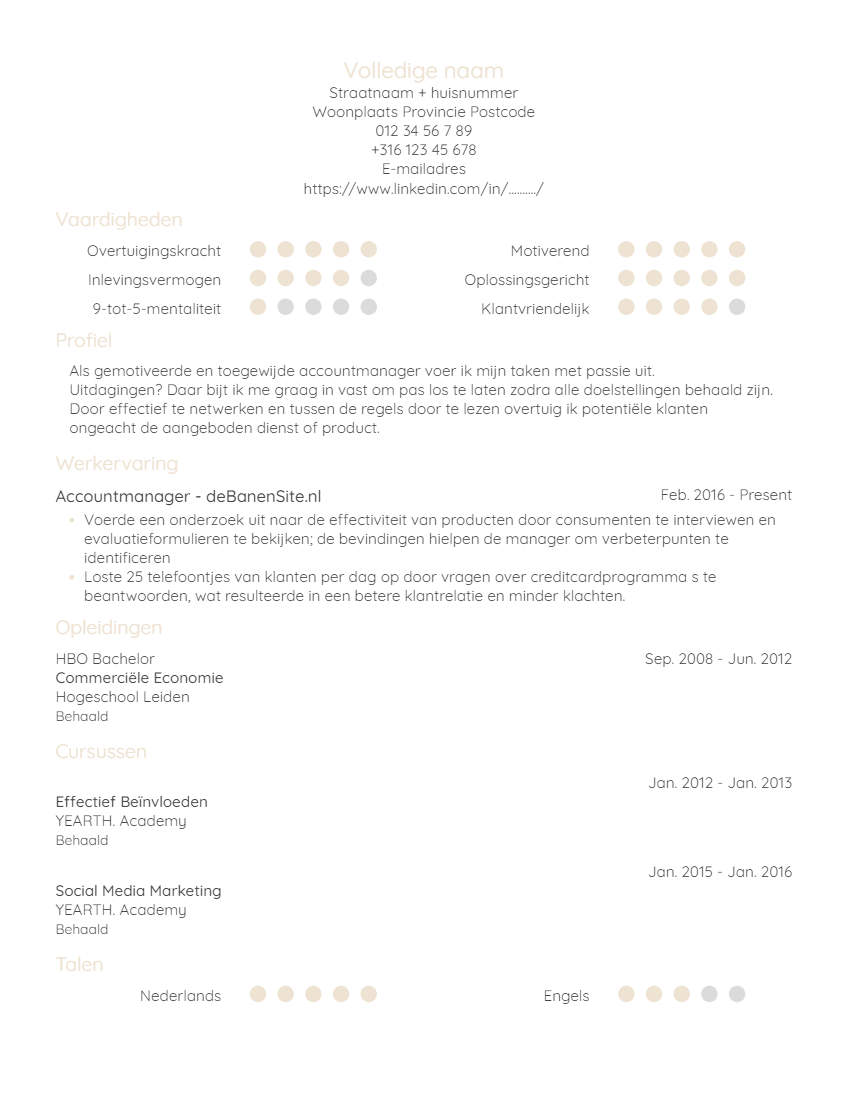 Volledige naam
Straatnaam + huisnummer
Woonplaats Provincie Postcode
012 34 56 7 89
+316 123 45 678
E-mailadres
https://www.linkedin.com/in/........../
Vaardigheden
Overtuigingskracht Motiverend
Inlevingsvermogen Oplossingsgericht
9-tot-5-mentaliteit Klantvriendelijk
Profiel
Als gemotiveerde en toegewijde accountmanager voer ik mijn taken met passie uit.
Uitdagingen? Daar bijt ik me graag in vast om pas los te laten zodra alle doelstellingen behaald zijn.
Door effectief te netwerken en tussen de regels door te lezen overtuig ik potentiële klanten
ongeacht de aangeboden dienst of product.
Werkervaring
Accountmanager - deBanenSite.nl Feb. 2016 - Present
• Voerde een onderzoek uit naar de effectiviteit van producten door consumenten te interviewen en
evaluatieformulieren te bekijken; de bevindingen hielpen de manager om verbeterpunten te
identificeren
• Loste 25 telefoontjes van klanten per dag op door vragen over creditcardprogramma s te
beantwoorden, wat resulteerde in een betere klantrelatie en minder klachten.
Opleidingen
HBO Bachelor Sep. 2008 - Jun. 2012
Commerciële Economie
Hogeschool Leiden
Behaald
Cursussen
Jan. 2012 - Jan. 2013
Effectief Beïnvloeden
YEARTH. Academy
Behaald
Jan. 2015 - Jan. 2016
Social Media Marketing
YEARTH. Academy
Behaald
Talen
Nederlands Engels